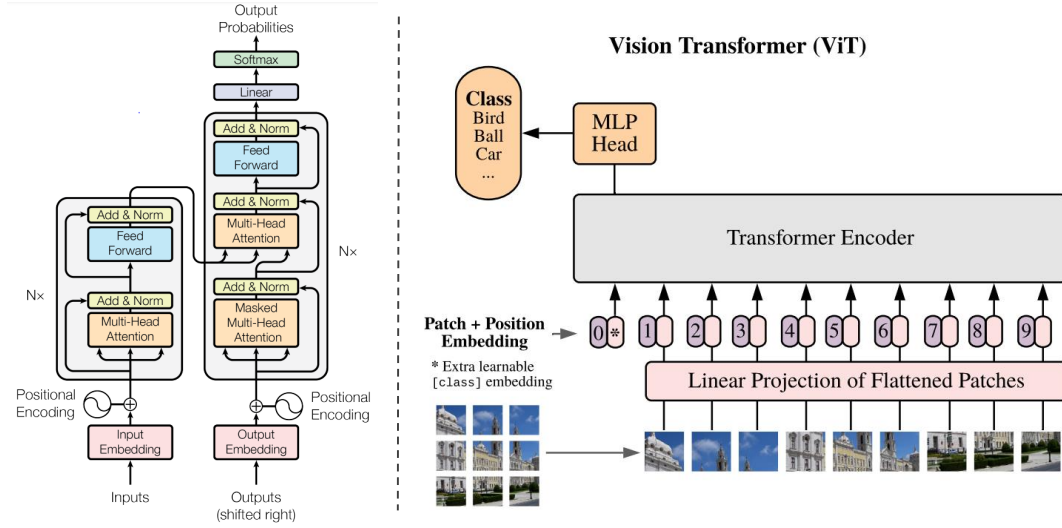 Output
Probabilities
Softmax
Linear
Add & Norm
Feed
Forward
Add & Norm
Multi-Head
Attention
Add & Norm
Masked
Multi-Head
Attention
Nx
Add & Norm
Feed
Forward
Add & Norm
Multi-Head
Attention
Nx
Positional
Encoding
Positional
Encoding
Input
Embedding
Output
Embedding
Inputs
Outputs
(shifted right)
Vision Transformer (ViT)
Class
Bird
Ball
Car
...
MLP
Head
Transformer Encoder
Patch + Position
Embedding
0 * 1 2 3 4 5 6 7 8 9
* Extra learnable
[class] embedding
Linear Projection of Flattened Patches